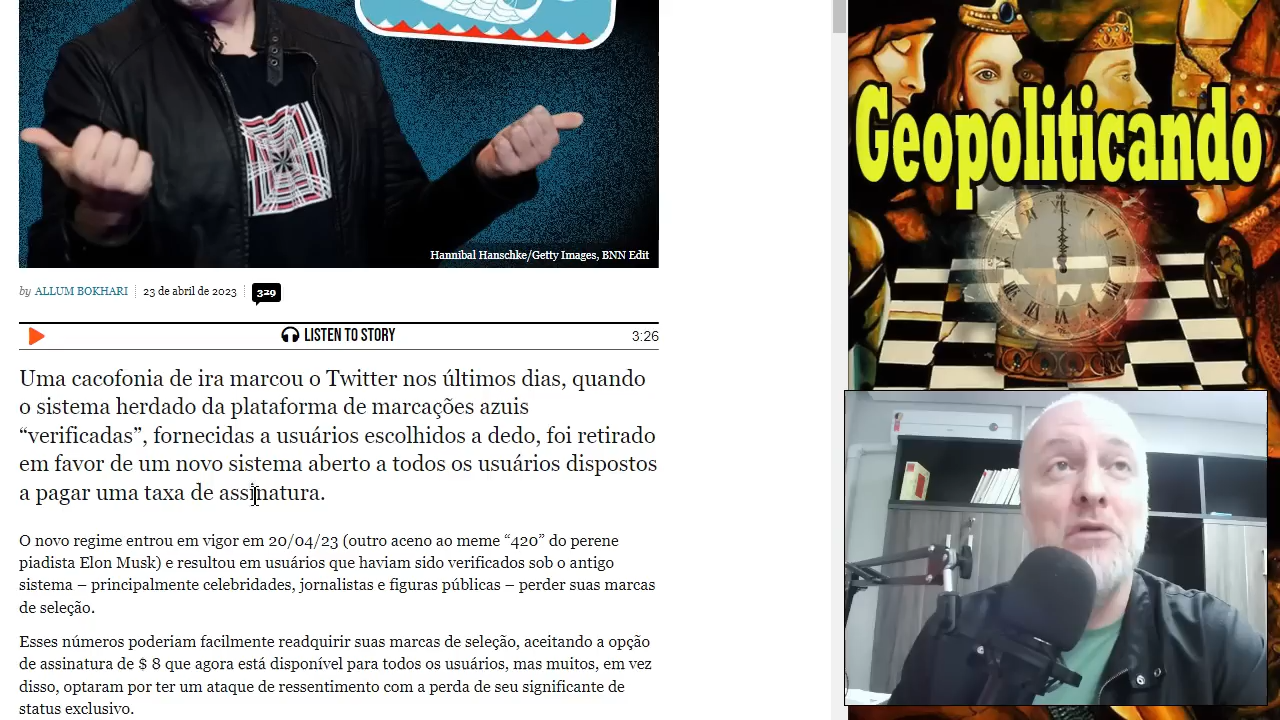 Geopoliticando
Hannibal Hanschke/Getty Images, BNN Edit
by ALLUM BOKHARI 23 de abril de 2023 329
LISTEN TO STORY 3:26
Uma cacofonia de ira marcou o Twitter nos últimos dias, quando
o sistema herdado da plataforma de marcações azuis
“verificadas”, fornecidas a usuários escolhidos a dedo, foi retirado
em favor de um novo sistema aberto a todos os usuários dispostos
a pagar uma taxa de assinatura.
O novo regime entrou em vigor em 20/04/23 (outro aceno ao meme “420” do perene
piadista Elon Musk) e resultou em usuários que haviam sido verificados sob o antigo
sistema – principalmente celebridades, jornalistas e figuras públicas – perder suas marcas
de seleção.
Esses números poderiam facilmente readquirir suas marcas de seleção, aceitando a opção
de assinatura de $ 8 que agora está disponível para todos os usuários, mas muitos, em vez
disso, optaram por ter um ataque de ressentimento com a perda de seu significante de
status exclusivo.